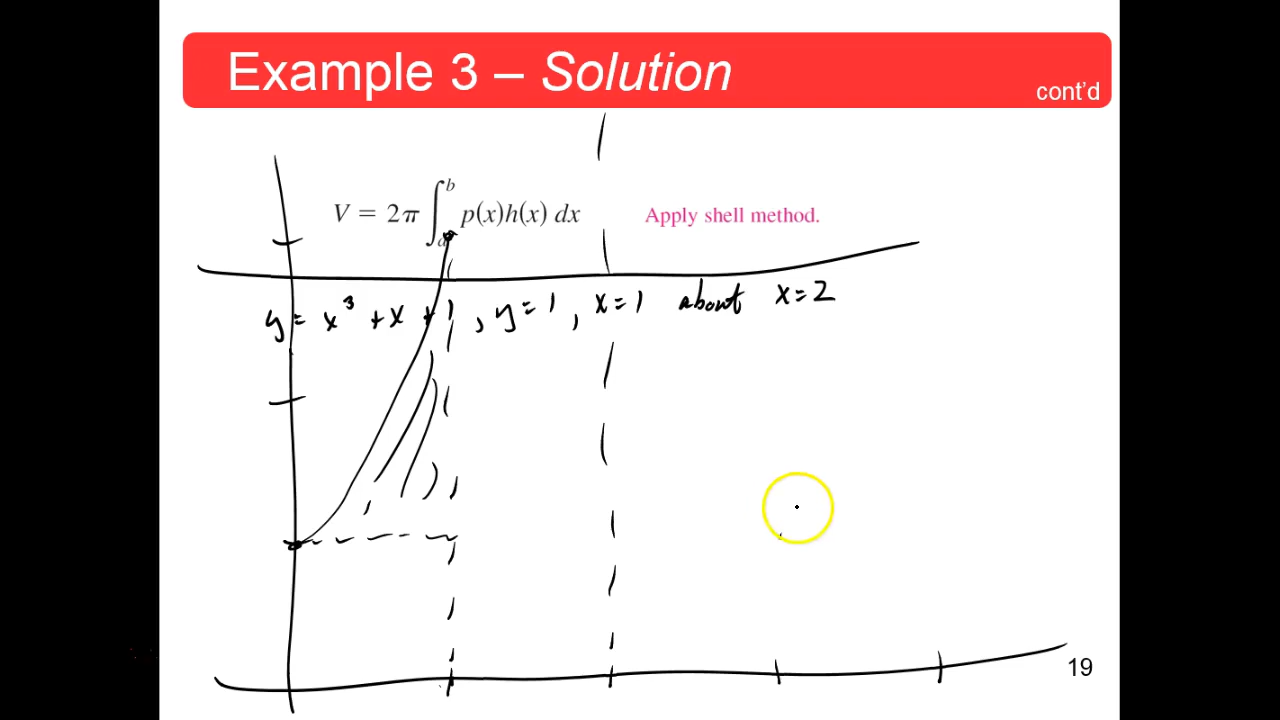 Example 3 – Solution
cont'd
V = 2π ∫_a^b p(x)h(x) dx Apply shell method.
y = x³ + x + 1, y = 1, x = 1 about x = 2
19